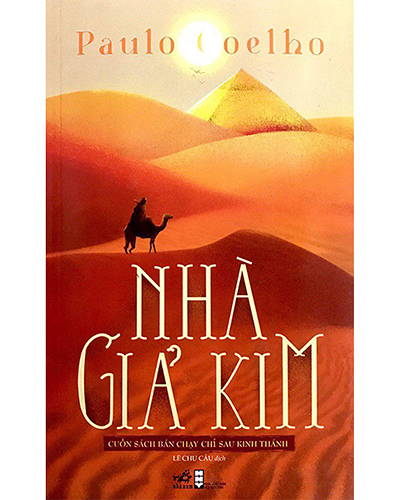 Paulo Coelho
NHÀ
GIẢ KIM
CUỐN SÁCH BÁN CHẠY CHỈ SAU KINH THÁNH
LÊ CHU CẦU dịch